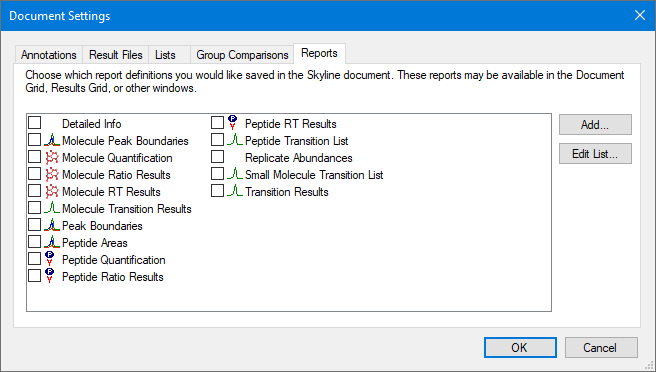 Document Settings
Annotations
Result Files
Lists
Group Comparisons
Reports
Choose which report definitions you would like saved in the Skyline document. These reports may be available in the Document
Grid, Results Grid, or other windows.
Detailed Info
Molecule Peak Boundaries
Molecule Quantification
Molecule Ratio Results
Molecule RT Results
Molecule Transition Results
Peak Boundaries
Peptide Areas
Peptide Quantification
Peptide Ratio Results
Peptide RT Results
Peptide Transition List
Replicate Abundances
Small Molecule Transition List
Transition Results
Add...
Edit List...
OK
Cancel